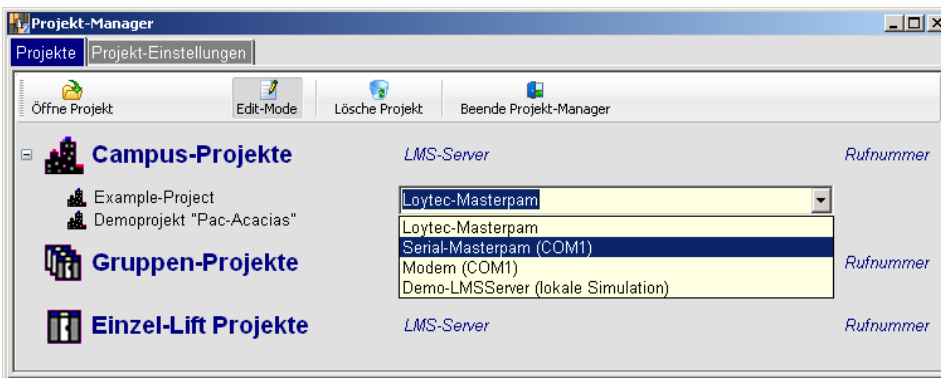 Projekt-Manager
Projekte Projekt-Einstellungen
Öffne Projekt Edit-Mode Lösche Projekt Beende Projekt-Manager
Campus-Projekte LMS-Server Rufnummer
Example-Project Loytec-Masterpam
Demoprojekt "Pac-Acacias" Loytec-Masterpam
Serial-Masterpam (COM1)
Gruppen-Projekte Modem (COM1) Rufnummer
Demo-LMSServer (lokale Simulation)
Einzel-Lift Projekte LMS-Server Rufnummer